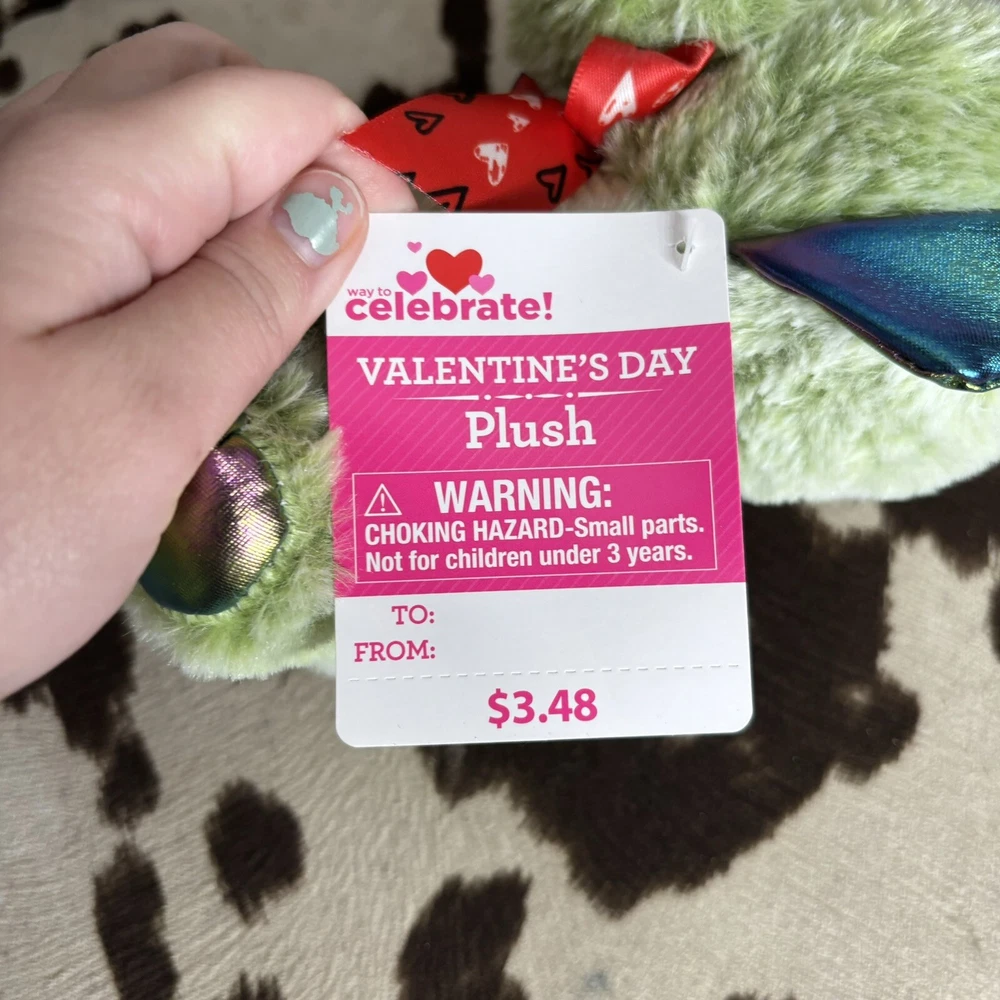 way to
celebrate!
VALENTINE'S DAY
Plush
WARNING:
CHOKING HAZARD-Small parts.
Not for children under 3 years.
TO:
FROM:
$3.48